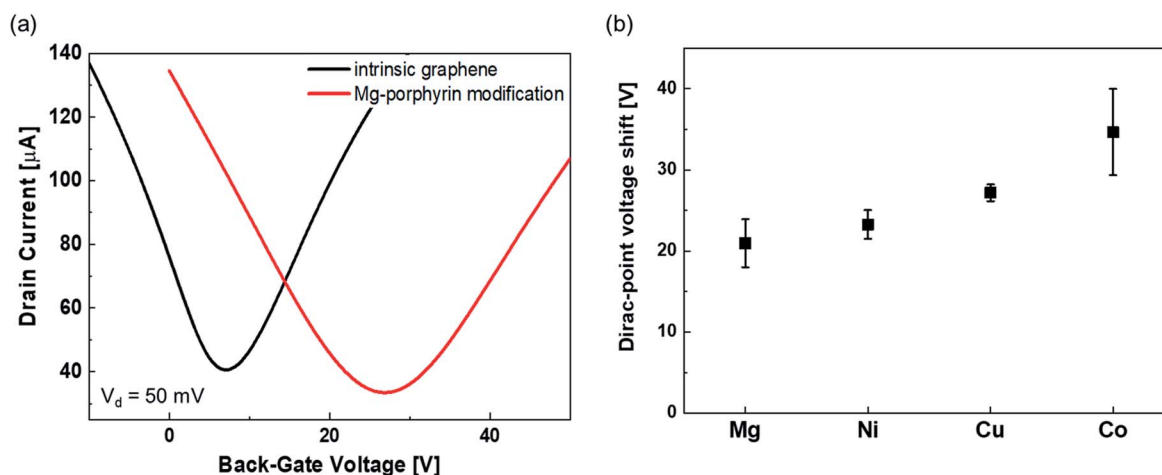 (a)
140
120
100
80
60
40
Drain Current [μA]
intrinsic graphene
Mg-porphyrin modification
V_d = 50 mV
0
20
40
Back-Gate Voltage [V]
(b)
40
30
20
10
0
Dirac-point voltage shift [V]
Mg
Ni
Cu
Co